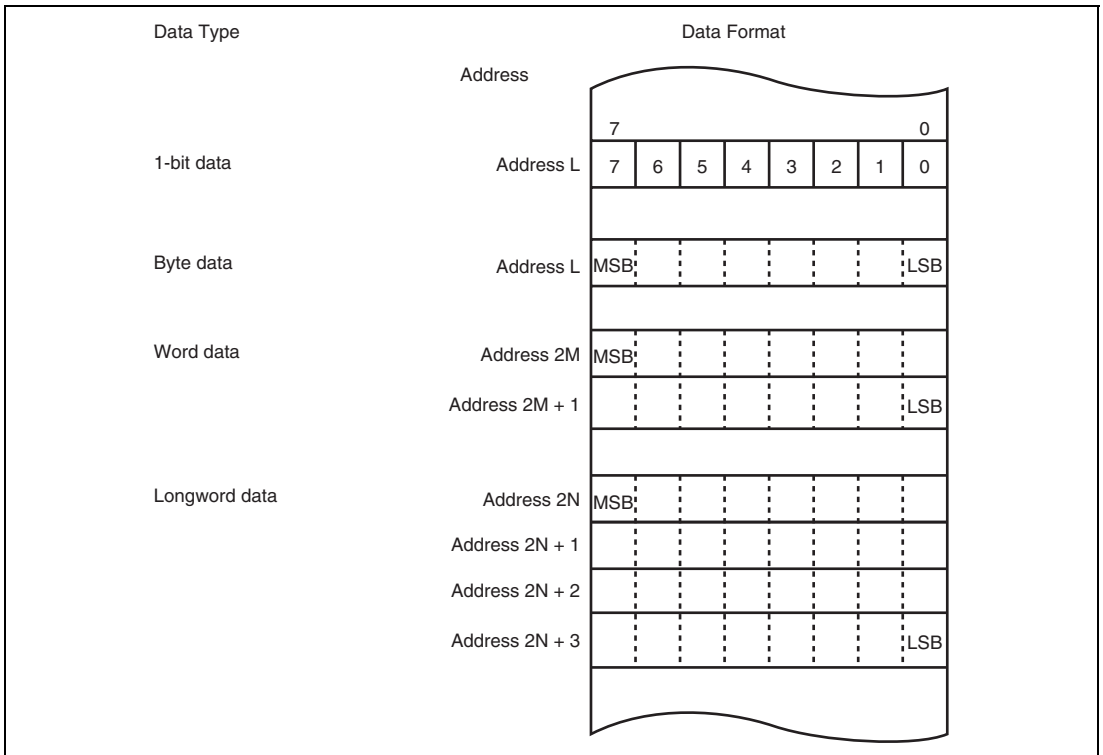 Data Type Data Format
Address
7 0
1-bit data Address L 7 6 5 4 3 2 1 0
Byte data Address L MSB LSB
Word data Address 2M MSB
Address 2M + 1 LSB
Longword data Address 2N MSB
Address 2N + 1
Address 2N + 2
Address 2N + 3 LSB